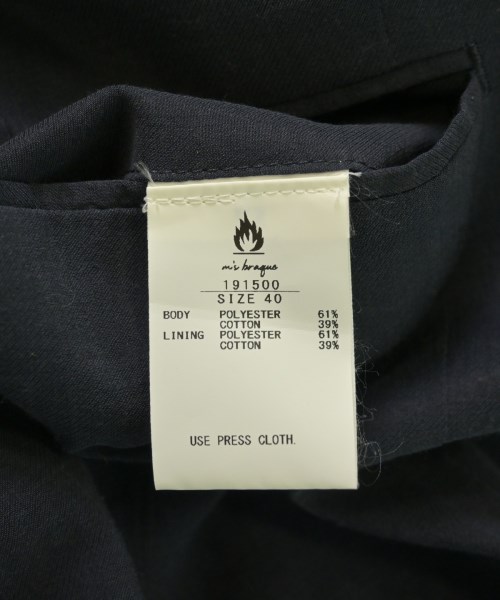 m's braque
191500
SIZE 40
BODY POLYESTER 61%
COTTON 39%
LINING POLYESTER 61%
COTTON 39%
USE PRESS CLOTH.